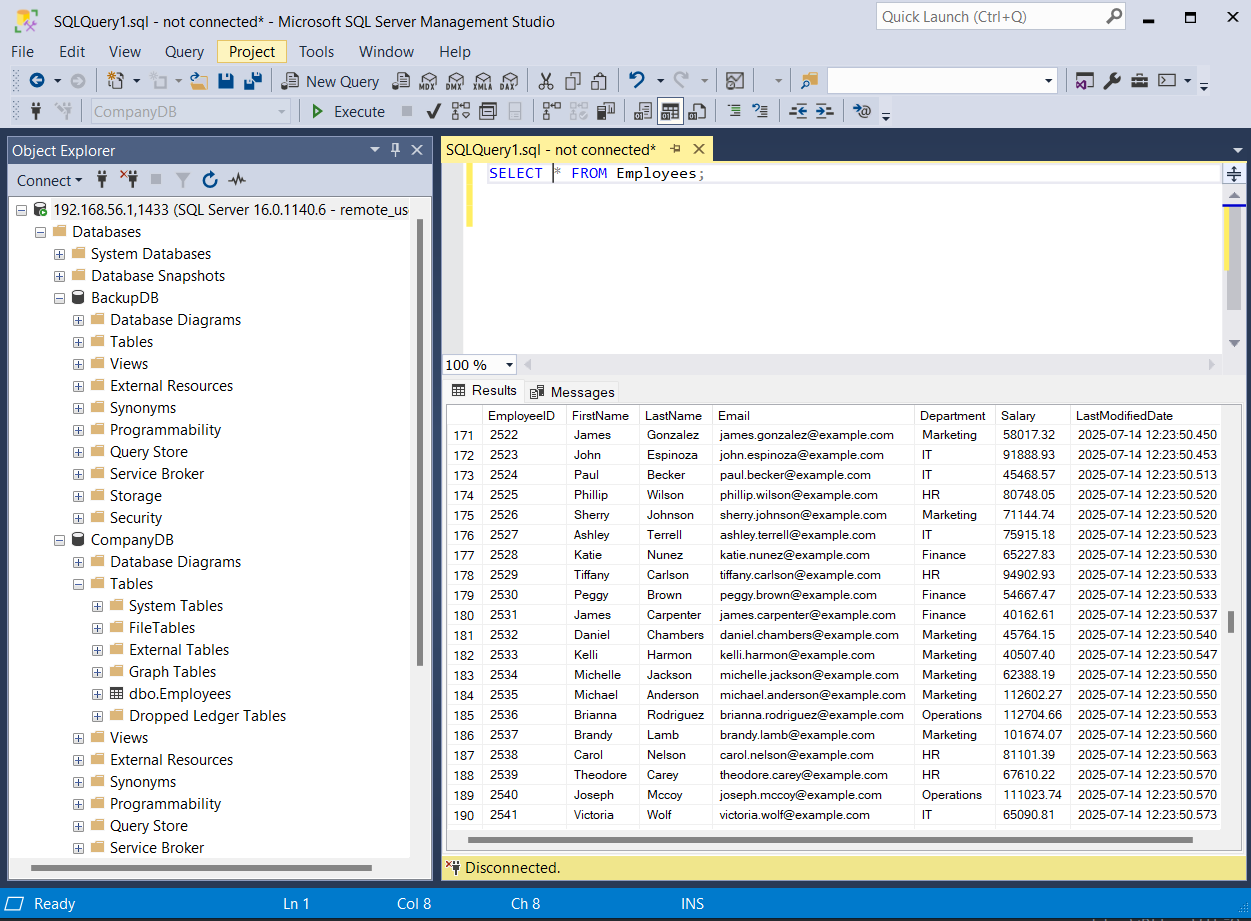 SQLQuery1.sql - not connected* - Microsoft SQL Server Management Studio
Quick Launch (Ctrl+Q)
File Edit View Query Project Tools Window Help
New Query MDX DMX XMLA DAX
CompanyDB Execute
Object Explorer
Connect
192.168.56.1,1433 (SQL Server 16.0.1140.6 - remote_us
Databases
System Databases
Database Snapshots
BackupDB
Database Diagrams
Tables
Views
External Resources
Synonyms
Programmability
Query Store
Service Broker
Storage
Security
CompanyDB
Database Diagrams
Tables
System Tables
FileTables
External Tables
Graph Tables
dbo.Employees
Dropped Ledger Tables
Views
External Resources
Synonyms
Programmability
Query Store
Service Broker
SQLQuery1.sql - not connected*
SELECT * FROM Employees;
100 %
Results Messages
EmployeeID FirstName LastName Email Department Salary LastModifiedDate
171 2522 James Gonzalez james.gonzalez@example.com Marketing 58017.32 2025-07-14 12:23:50.450
172 2523 John Espinoza john.espinoza@example.com IT 91888.93 2025-07-14 12:23:50.453
173 2524 Paul Becker paul.becker@example.com IT 45468.57 2025-07-14 12:23:50.513
174 2525 Phillip Wilson phillip.wilson@example.com HR 80748.05 2025-07-14 12:23:50.520
175 2526 Sherry Johnson sherry.johnson@example.com Marketing 71144.74 2025-07-14 12:23:50.520
176 2527 Ashley Terrell ashley.terrell@example.com IT 75915.18 2025-07-14 12:23:50.523
177 2528 Katie Nunez katie.nunez@example.com Finance 65227.83 2025-07-14 12:23:50.530
178 2529 Tiffany Carlson tiffany.carlson@example.com HR 94902.93 2025-07-14 12:23:50.533
179 2530 Peggy Brown peggy.brown@example.com Finance 54667.47 2025-07-14 12:23:50.533
180 2531 James Carpenter james.carpenter@example.com Finance 40162.61 2025-07-14 12:23:50.537
181 2532 Daniel Chambers daniel.chambers@example.com Marketing 45764.15 2025-07-14 12:23:50.540
182 2533 Kelli Harmon kelli.harmon@example.com Marketing 40507.40 2025-07-14 12:23:50.547
183 2534 Michelle Jackson michelle.jackson@example.com Marketing 62388.19 2025-07-14 12:23:50.550
184 2535 Michael Anderson michael.anderson@example.com Marketing 112602.27 2025-07-14 12:23:50.550
185 2536 Brianna Rodriguez brianna.rodriguez@example.com Operations 112704.66 2025-07-14 12:23:50.553
186 2537 Brandy Lamb brandy.lamb@example.com Marketing 101674.07 2025-07-14 12:23:50.560
187 2538 Carol Nelson carol.nelson@example.com HR 81101.39 2025-07-14 12:23:50.563
188 2539 Theodore Carey theodore.carey@example.com HR 67610.22 2025-07-14 12:23:50.570
189 2540 Joseph Mccoy joseph.mccoy@example.com Operations 111023.74 2025-07-14 12:23:50.570
190 2541 Victoria Wolf victoria.wolf@example.com IT 65090.81 2025-07-14 12:23:50.573
Disconnected.
Ready Ln 1 Col 8 Ch 8 INS